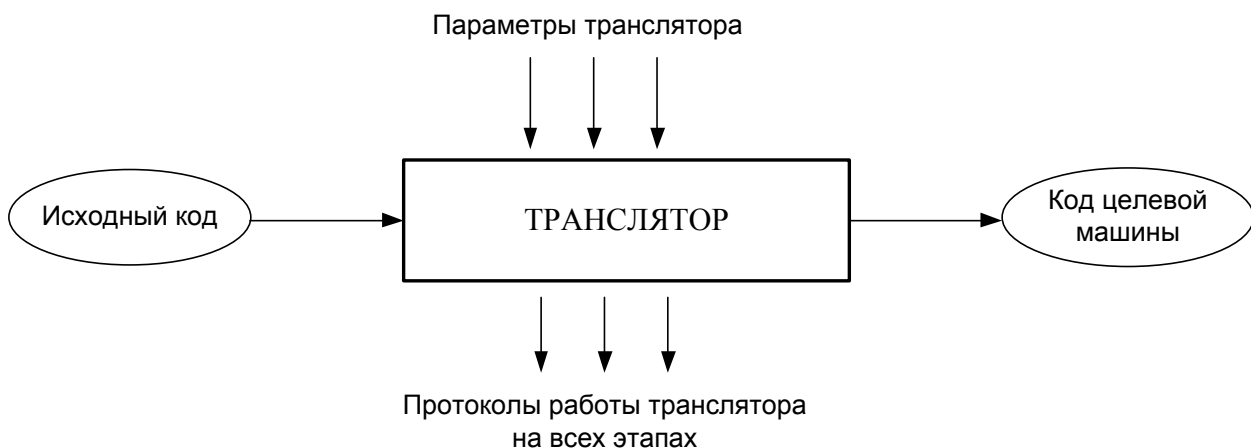 Параметры транслятора
Исходный код
ТРАНСЛЯТОР
Код целевой
машины
Протоколы работы транслятора
на всех этапах